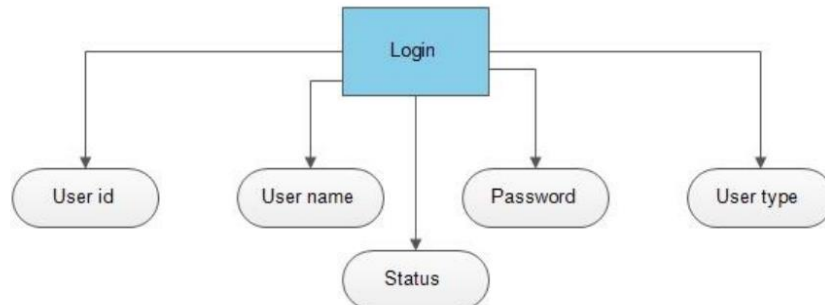 Login
User id
User name
Password
User type
Status